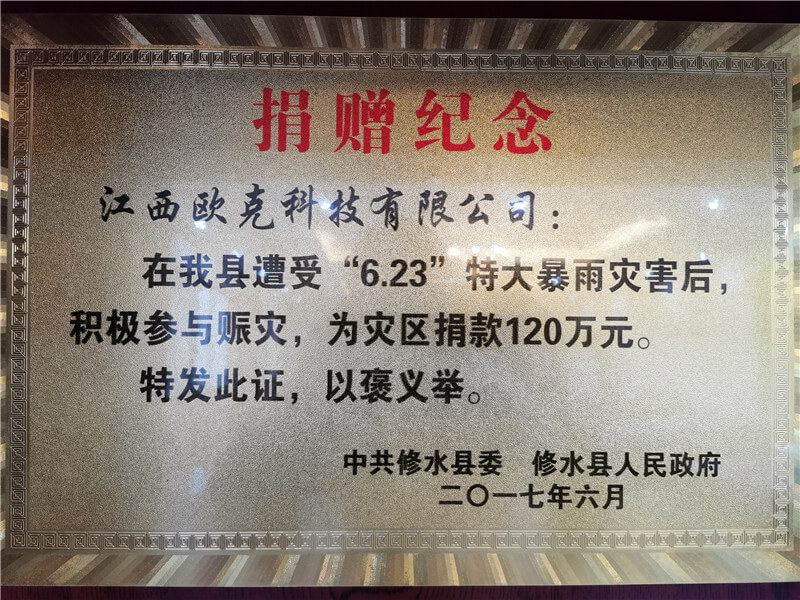 捐赠纪念
江西欧克科技有限公司：
在我县遭受“6.23”特大暴雨灾害后，
积极参与赈灾，为灾区捐款120万元。
特发此证，以褒义举。
中共修水县委 修水县人民政府
二〇一七年六月